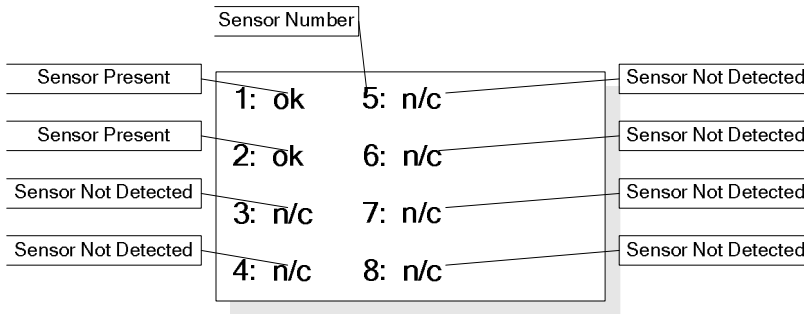 Sensor Number
Sensor Present
1: ok 5: n/c
Sensor Not Detected
Sensor Present
2: ok 6: n/c
Sensor Not Detected
Sensor Not Detected
3: n/c 7: n/c
Sensor Not Detected
Sensor Not Detected
4: n/c 8: n/c
Sensor Not Detected